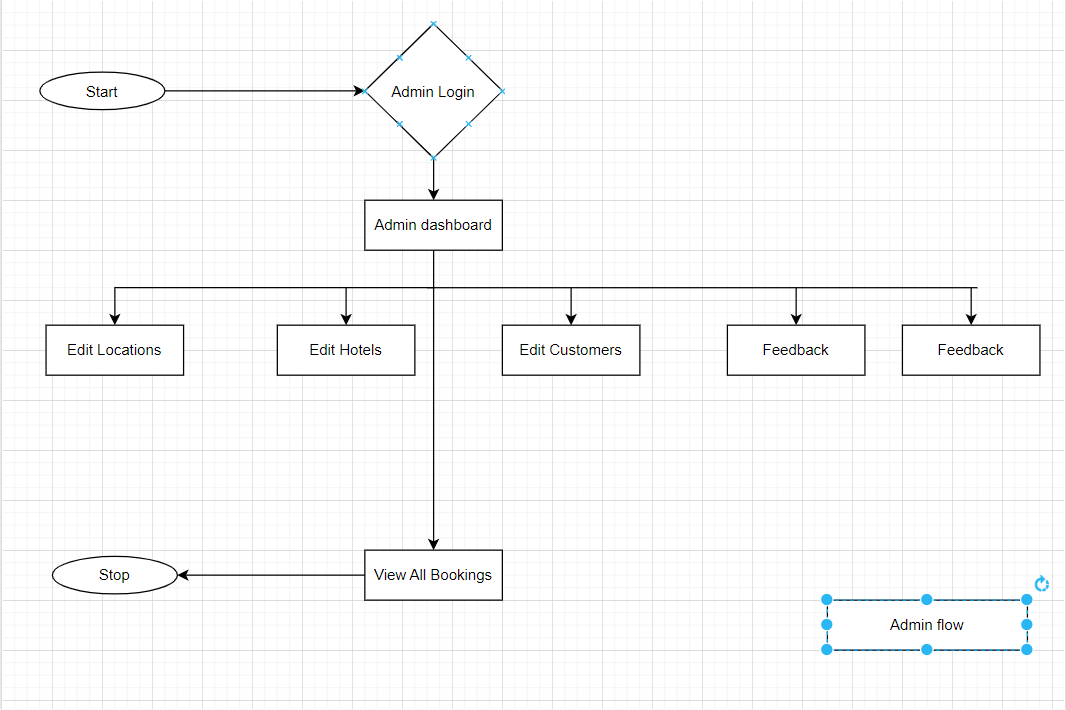 Start
Admin Login
Admin dashboard
Edit Locations
Edit Hotels
Edit Customers
Feedback
Feedback
Stop
View All Bookings
Admin flow